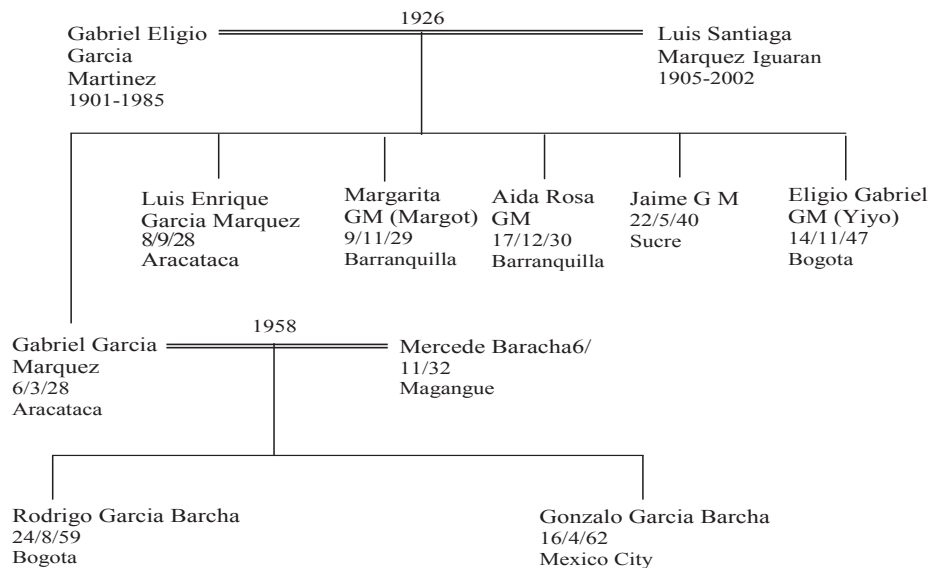 1926
Gabriel Eligio
Garcia
Martinez
1901-1985
Luis Santiaga
Marquez Iguaran
1905-2002
Luis Enrique
Garcia Marquez
8/9/28
Aracataca
Margarita
GM (Margot)
9/11/29
Barranquilla
Aida Rosa
GM
17/12/30
Barranquilla
Jaime G M
22/5/40
Sucre
Eligio Gabriel
GM (Yiyo)
14/11/47
Bogota
1958
Gabriel Garcia
Marquez
6/3/28
Aracataca
Mercede Baracha6/
11/32
Magangue
Rodrigo Garcia Barcha
24/8/59
Bogota
Gonzalo Garcia Barcha
16/4/62
Mexico City